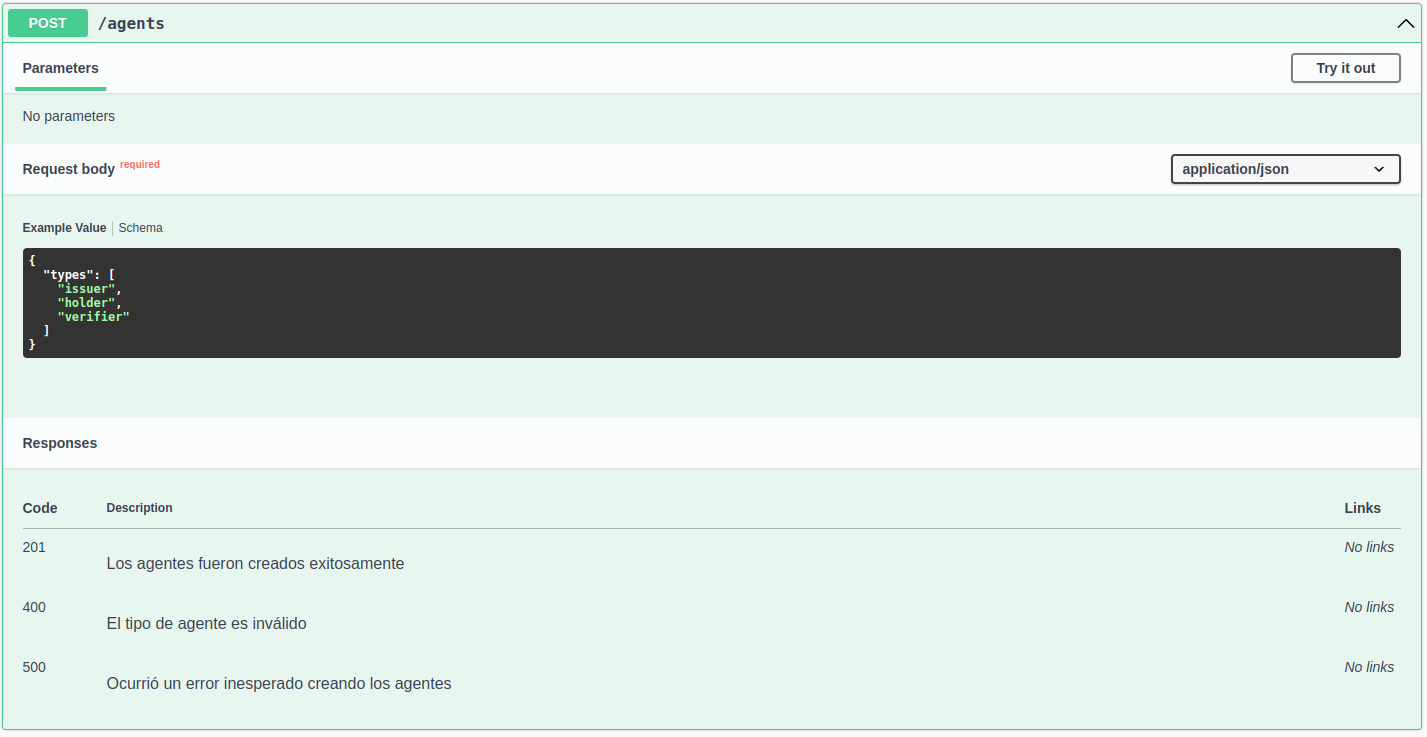 POST /agents
Parameters
Try it out
No parameters
Request body required
application/json
Example Value Schema
{
  "types": [
    "issuer",
    "holder",
    "verifier"
  ]
}
Responses
Code Description Links
201 Los agentes fueron creados exitosamente No links
400 El tipo de agente es inválido No links
500 Ocurrió un error inesperado creando los agentes No links